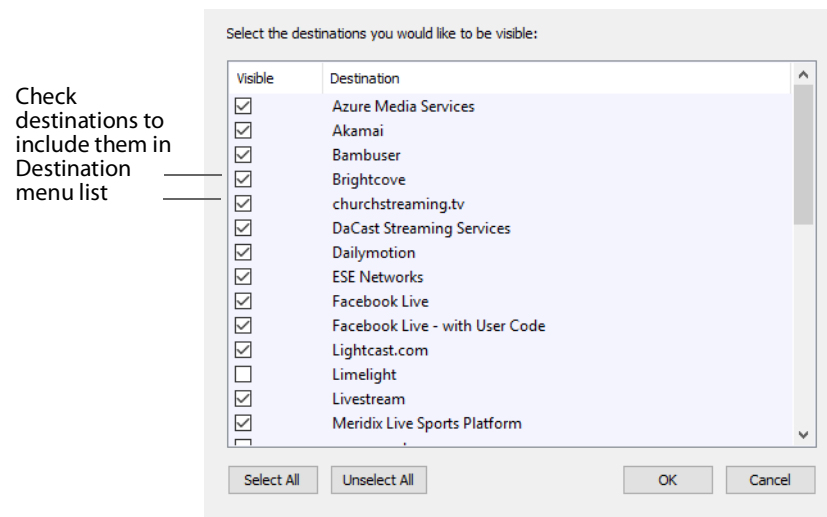 Select the destinations you would like to be visible:
Visible Destination
Check
destinations to
include them in
Destination
menu list
Azure Media Services
Akamai
Bambuser
Brightcove
churchstreaming.tv
DaCast Streaming Services
Dailymotion
ESE Networks
Facebook Live
Facebook Live - with User Code
Lightcast.com
Limelight
Livestream
Meridix Live Sports Platform
Select All Unselect All OK Cancel